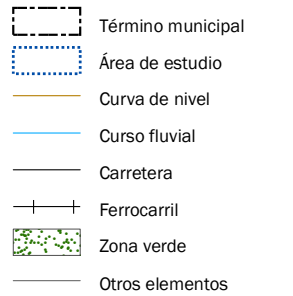 Término municipal
Área de estudio
Curva de nivel
Curso fluvial
Carretera
Ferrocarril
Zona verde
Otros elementos